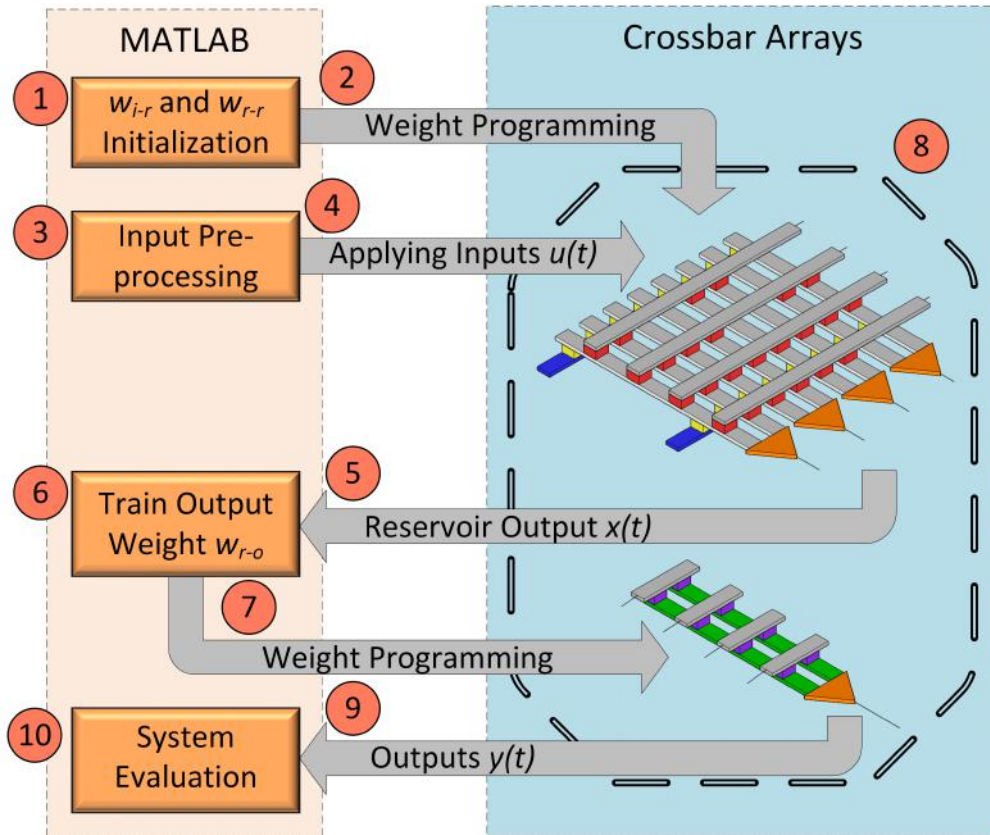 MATLAB
Crossbar Arrays
1
w_{i-r} and w_{r-r}
Initialization
2
Weight Programming
8
3
Input Pre-
processing
4
Applying Inputs u(t)
6
Train Output
Weight w_{r-o}
5
Reservoir Output x(t)
7
Weight Programming
10
System
Evaluation
9
Outputs y(t)